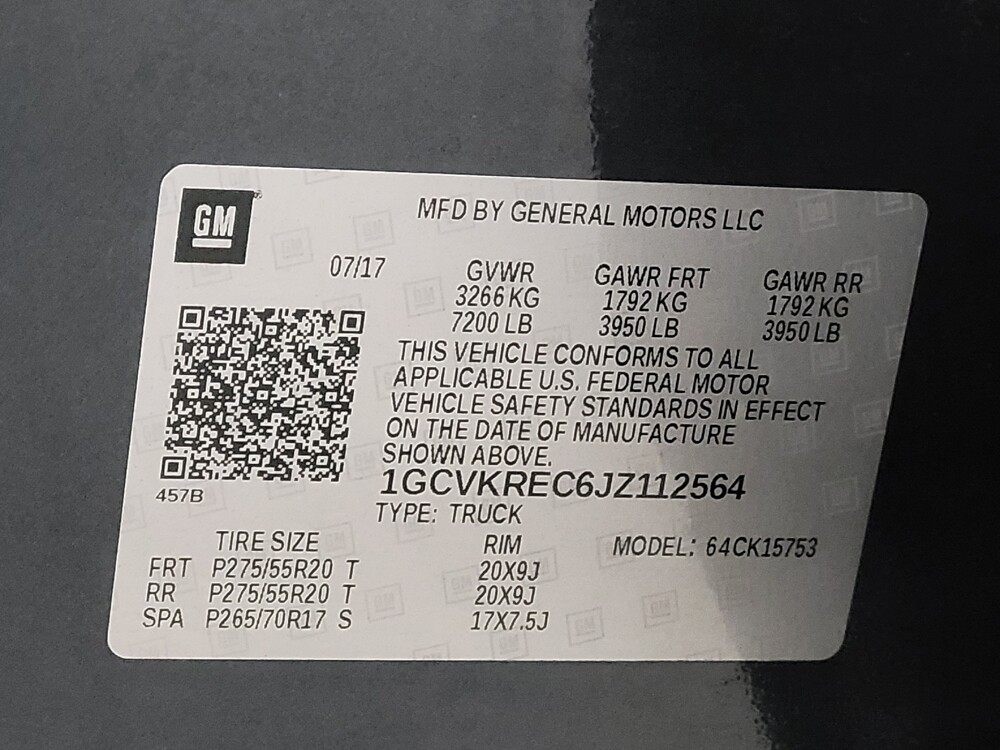 GM
MFD BY GENERAL MOTORS LLC
07/17
GVWR GAWR FRT GAWR RR
3266 KG 1792 KG 1792 KG
7200 LB 3950 LB 3950 LB
THIS VEHICLE CONFORMS TO ALL
APPLICABLE U.S. FEDERAL MOTOR
VEHICLE SAFETY STANDARDS IN EFFECT
ON THE DATE OF MANUFACTURE
SHOWN ABOVE.
457B
1GCVKREC6JZ112564
TYPE: TRUCK
TIRE SIZE RIM MODEL: 64CK15753
FRT P275/55R20 T 20X9J
RR P275/55R20 T 20X9J
SPA P265/70R17 S 17X7.5J